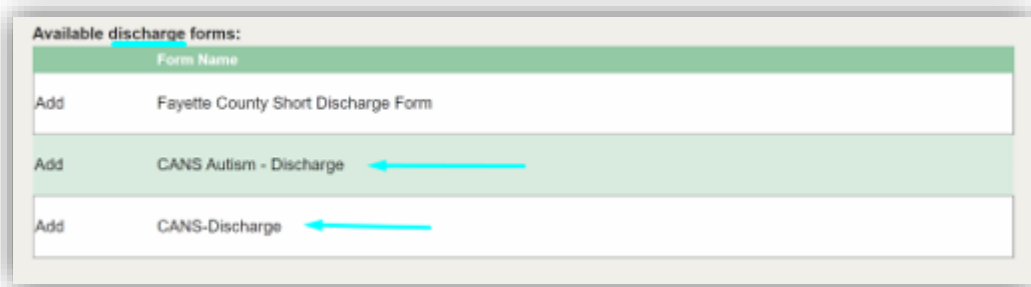 Available discharge forms:
Form Name
Add Fayette County Short Discharge Form
Add CANS Autism - Discharge
Add CANS-Discharge